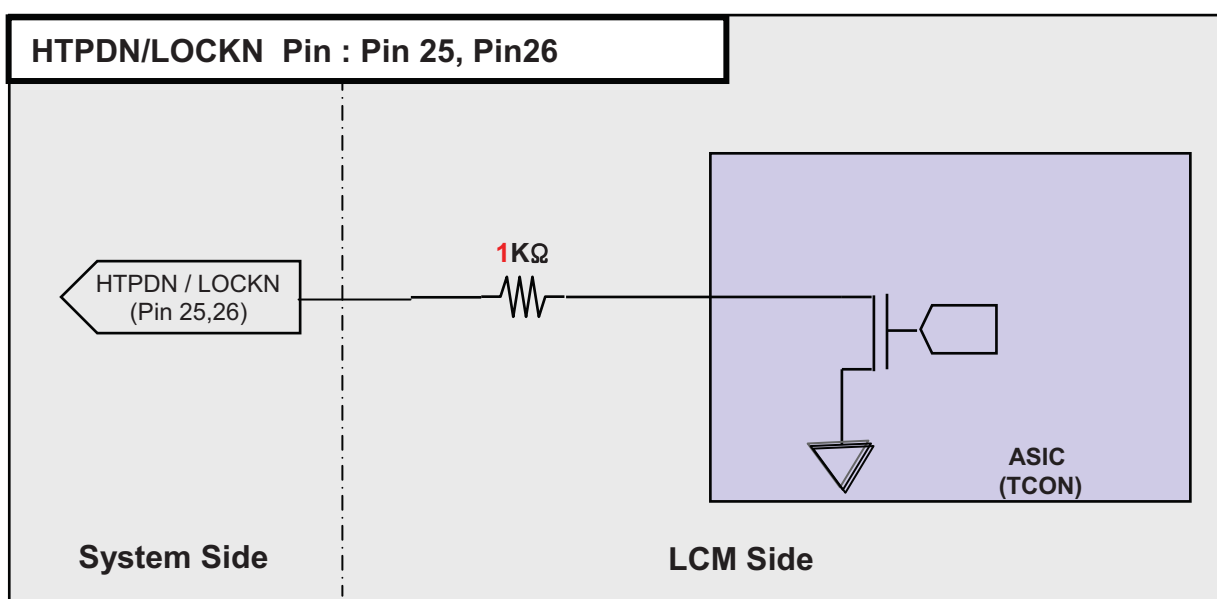 HTPDN/LOCKN Pin : Pin 25, Pin26
1KΩ
HTPDN / LOCKN
(Pin 25,26)
ASIC
(TCON)
System Side
LCM Side